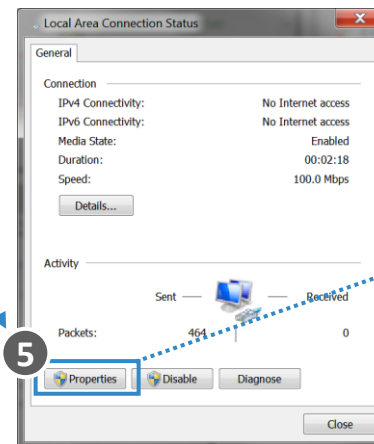 Local Area Connection Status
General
Connection
IPv4 Connectivity: No Internet access
IPv6 Connectivity: No Internet access
Media State: Enabled
Duration: 00:02:18
Speed: 100.0 Mbps
Details...
Activity
Sent Received
Packets: 464 0
5
Properties Disable Diagnose
Close